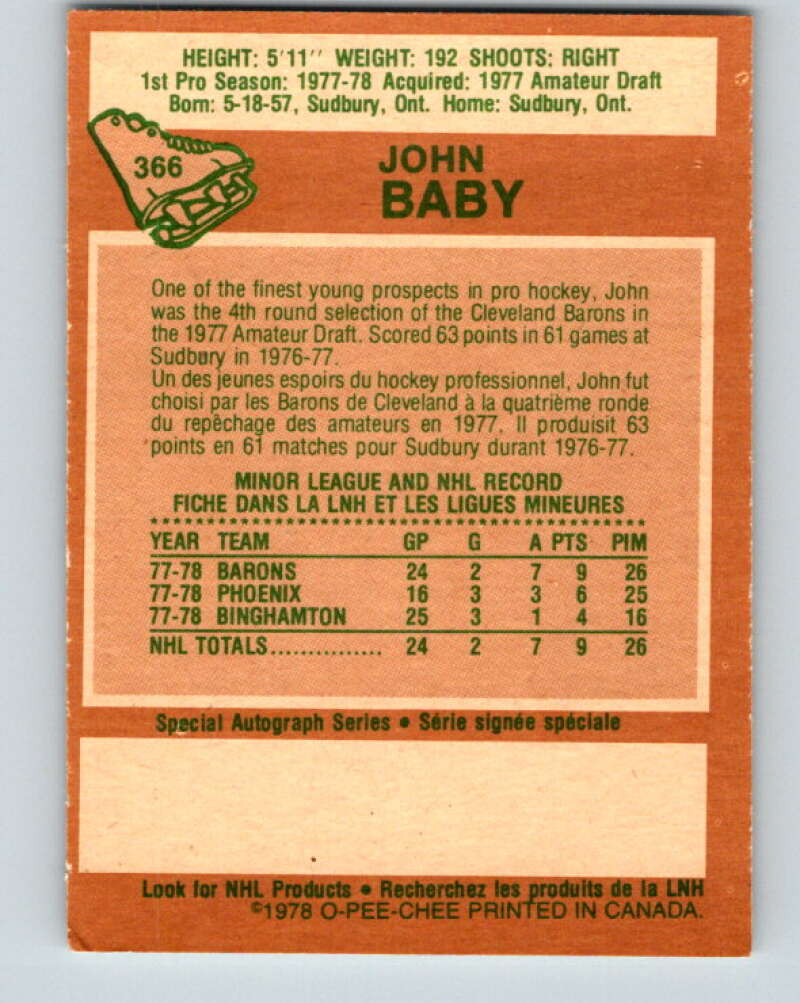 HEIGHT: 5'11'' WEIGHT: 192 SHOOTS: RIGHT
1st Pro Season: 1977-78 Acquired: 1977 Amateur Draft
Born: 5-18-57, Sudbury, Ont. Home: Sudbury, Ont.
366
JOHN
BABY
One of the finest young prospects in pro hockey, John
was the 4th round selection of the Cleveland Barons in
the 1977 Amateur Draft. Scored 63 points in 61 games at
Sudbury in 1976-77.
Un des jeunes espoirs du hockey professionnel, John fut
choisi par les Barons de Cleveland à la quatrième ronde
du repêchage des amateurs en 1977. Il produisit 63
points en 61 matches pour Sudbury durant 1976-77.
MINOR LEAGUE AND NHL RECORD
FICHE DANS LA LNH ET LES LIGUES MINEURES
YEAR TEAM GP G A PTS PIM
77-78 BARONS 24 2 7 9 26
77-78 PHOENIX 16 3 3 6 25
77-78 BINGHAMTON 25 3 1 4 16
NHL TOTALS............... 24 2 7 9 26
Special Autograph Series • Série signée spéciale
Look for NHL Products • Recherchez les produits de la LNH
©1978 O-PEE-CHEE PRINTED IN CANADA.